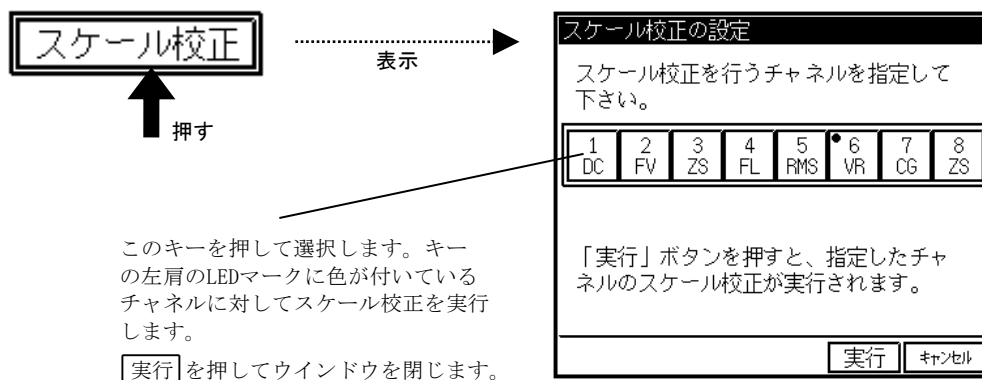 スケール校正
表示
押す
このキーを押して選択します。キー
の左肩のLEDマークに色が付いている
チャネルに対してスケール校正を実行
します。
実行を押してウインドウを閉じます。
スケール校正の設定
スケール校正を行うチャネルを指定して
下さい。
1 2 3 4 5 6 7 8
DC FV ZS FL RMS VR CG ZS
「実行」ボタンを押すと、指定したチャ
ネルのスケール校正が実行されます。
実行 キャンセル